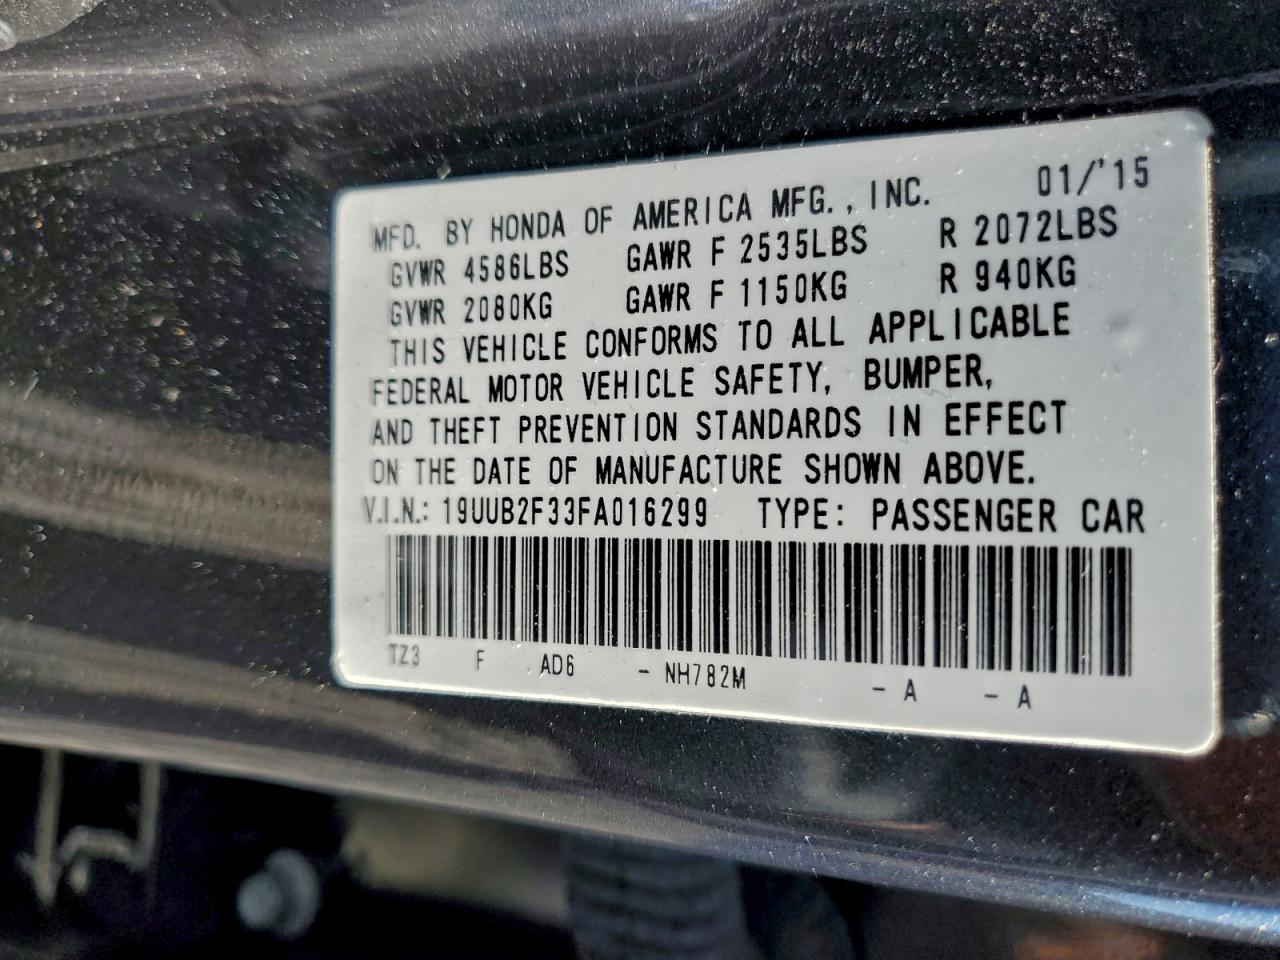 MFD. BY HONDA OF AMERICA MFG., INC. 01/'15
GVWR 4586LBS GAWR F 2535LBS R 2072LBS
GVWR 2080KG GAWR F 1150KG R 940KG
THIS VEHICLE CONFORMS TO ALL APPLICABLE
FEDERAL MOTOR VEHICLE SAFETY, BUMPER,
AND THEFT PREVENTION STANDARDS IN EFFECT
ON THE DATE OF MANUFACTURE SHOWN ABOVE.
V.I.N.: 19UUB2F33FA016299 TYPE: PASSENGER CAR
TZ3 F AD6 - NH782M - A - A